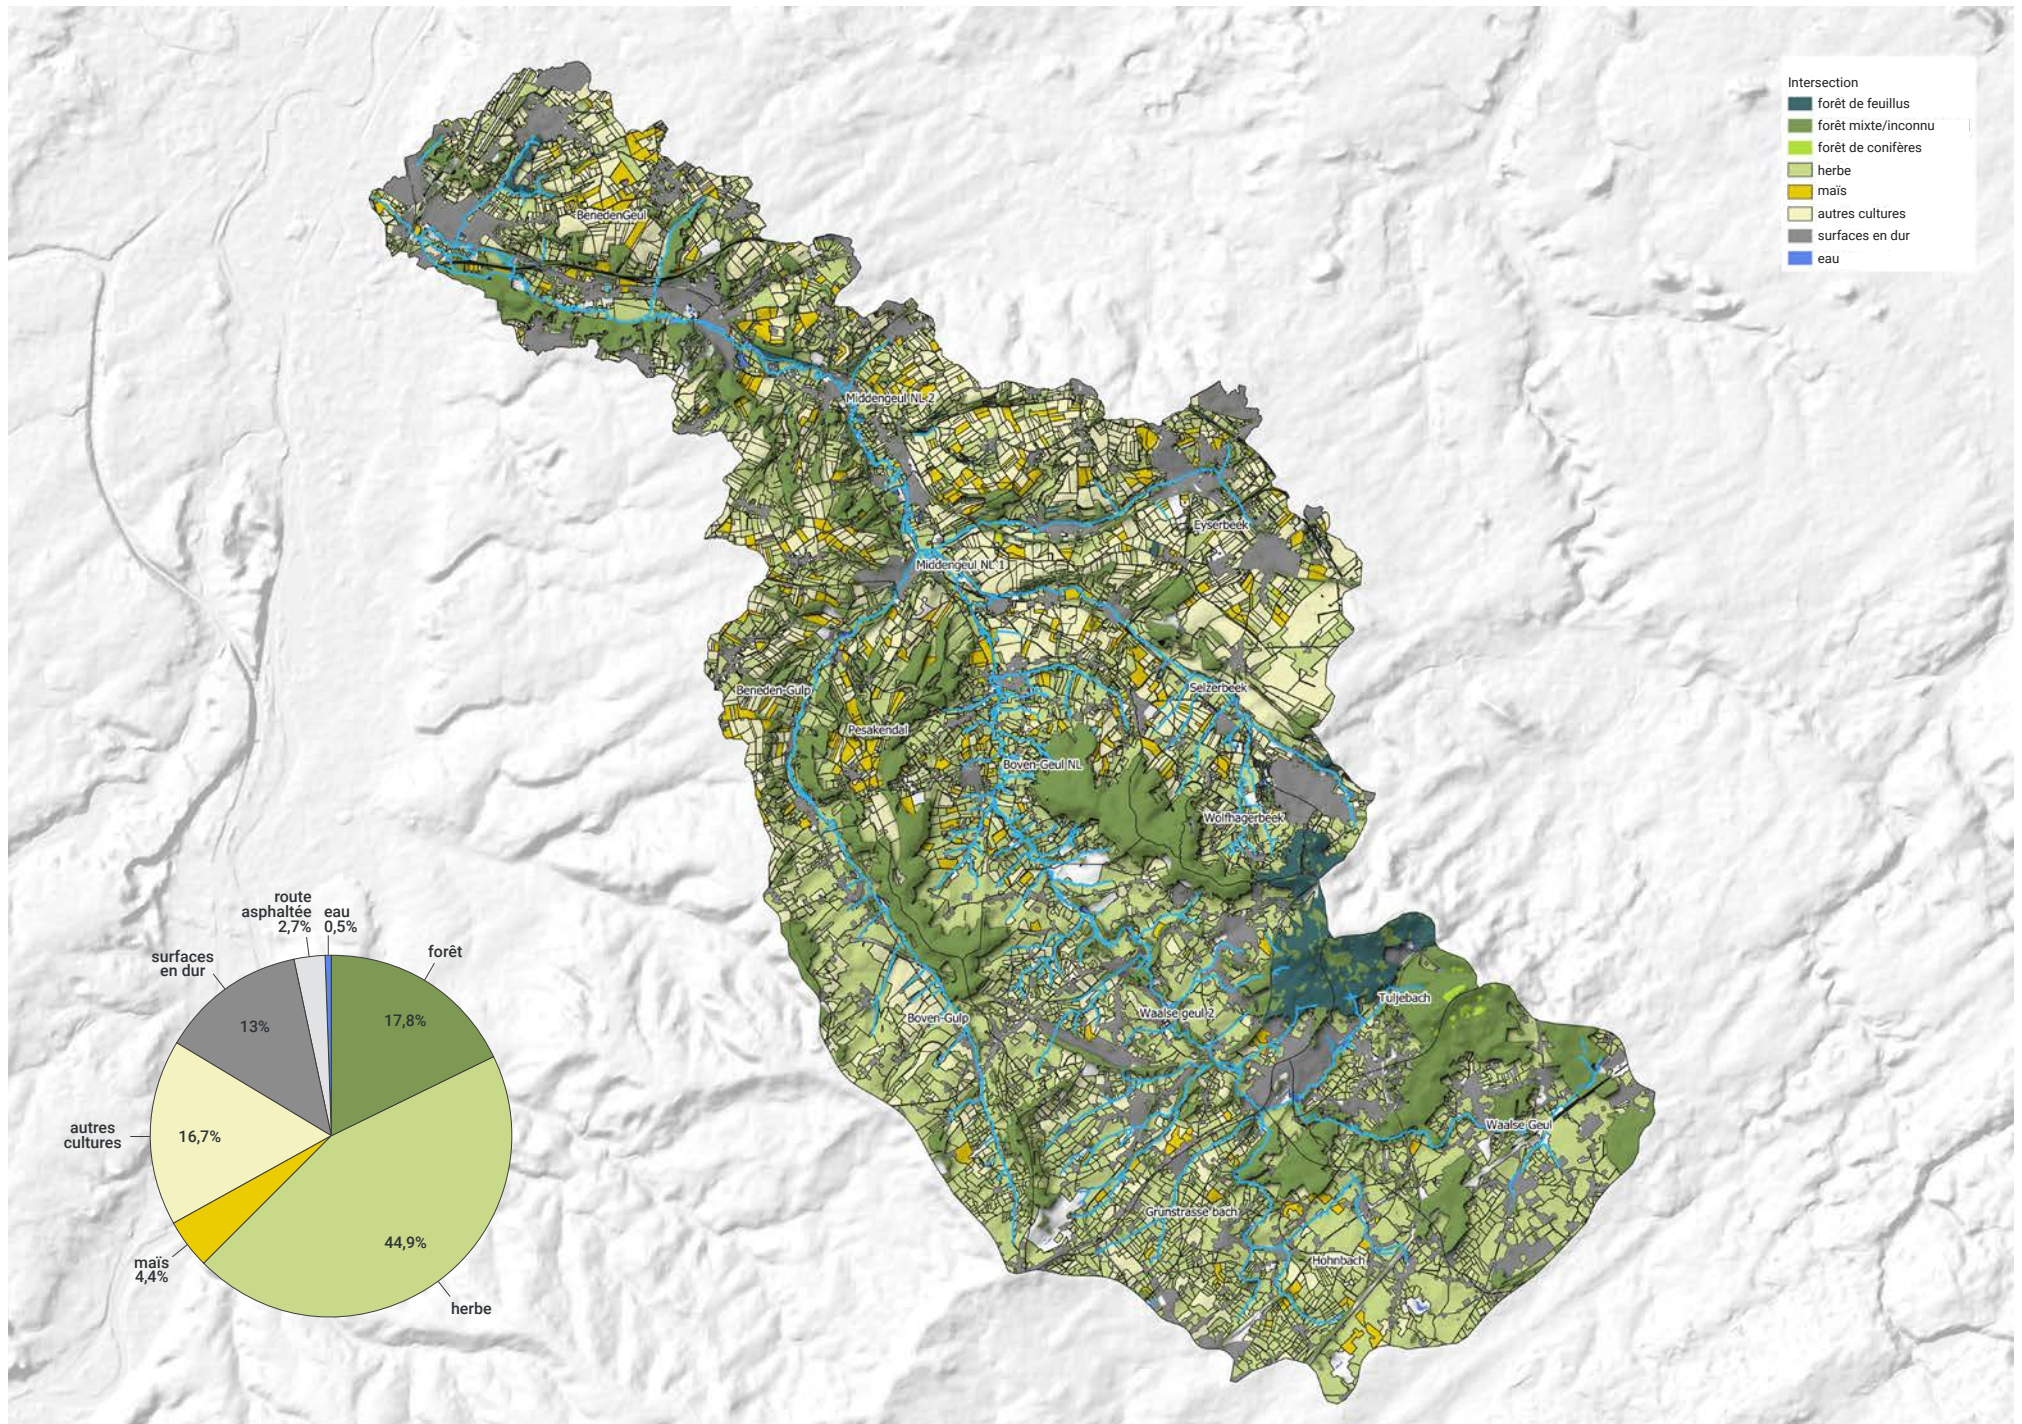 Intersection
forêt de feuillus
forêt mixte/inconnu
forêt de conifères
herbe
maïs
autres cultures
surfaces en dur
eau
BenedenGeul
Middengeul NL 2
Eyserbeek
Middengeul NL 1
Beneden-Gulp
Selzerbeek
Pesakendal
Boven-Geul NL
Wolfhagerbeek
Tuljebach
Boven-Gulp
Waalse geul 2
Waalse Geul
Grünstrasse bach
Hohnbach
route
asphaltée
2,7%
eau
0,5%
forêt
surfaces
en dur
17,8%
13%
autres
cultures
16,7%
44,9%
maïs
4,4%
herbe